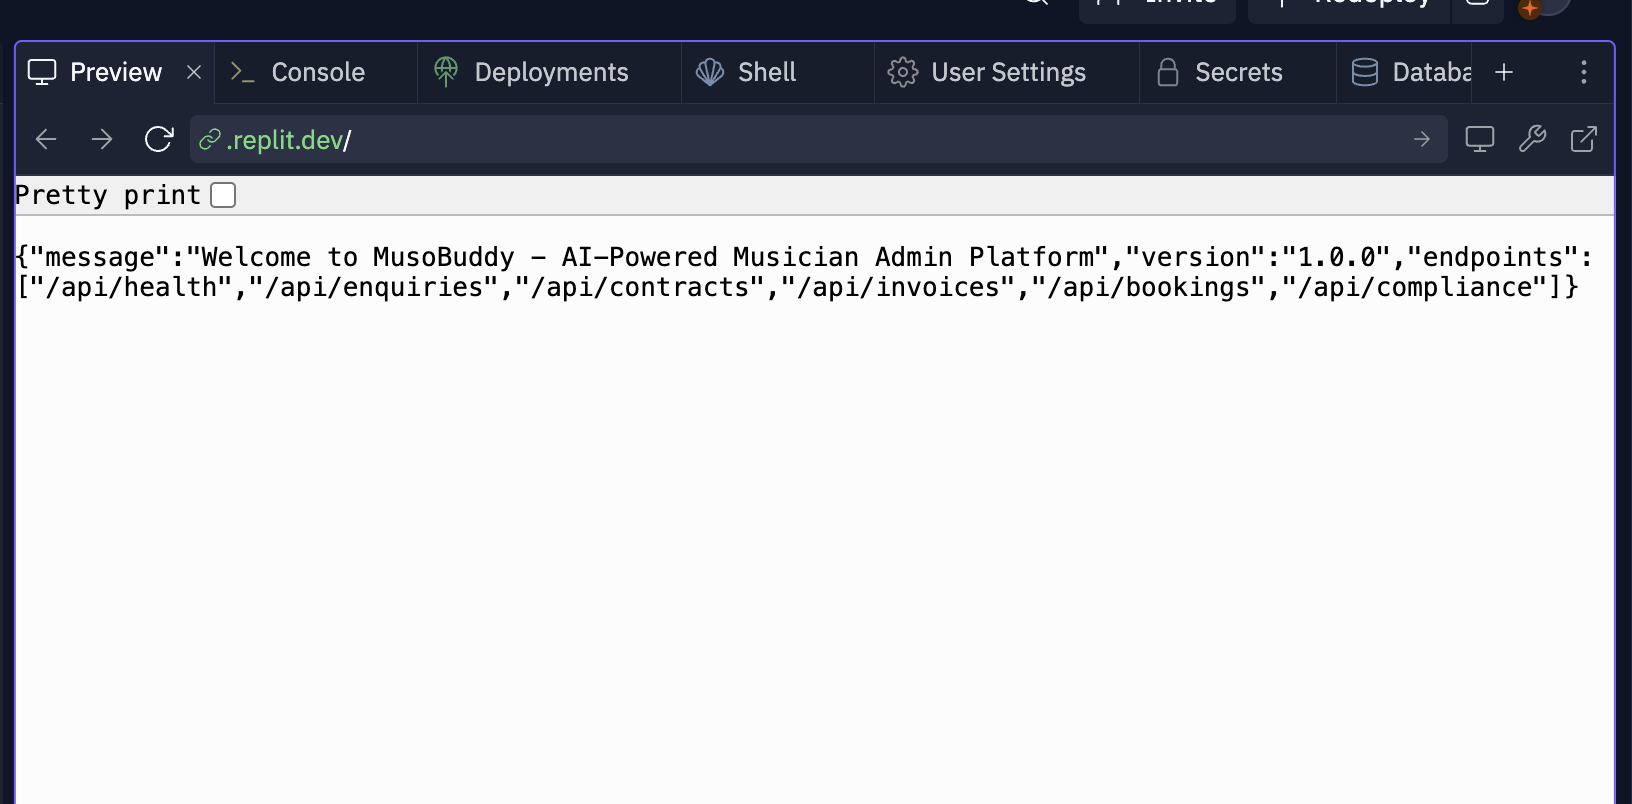 Invite Redeploy
Preview Console Deployments Shell User Settings Secrets Databa
.replit.dev/
Pretty print
{"message":"Welcome to MusoBuddy – AI-Powered Musician Admin Platform","version":"1.0.0","endpoints":
["/api/health","/api/enquiries","/api/contracts","/api/invoices","/api/bookings","/api/compliance"]}